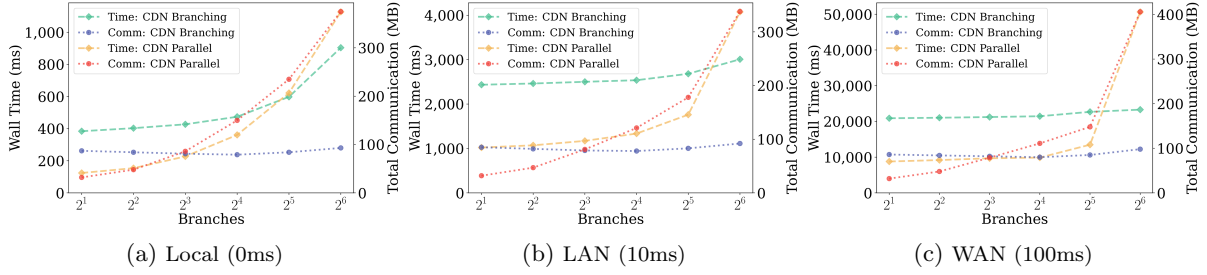 Time: CDN Branching
Comm: CDN Branching
Time: CDN Parallel
Comm: CDN Parallel
Wall Time (ms)
1,000
800
600
400
200
0
Total Communication (MB)
300
200
100
0
2^1 2^2 2^3 2^4 2^5 2^6
Branches
(a) Local (0ms)
Time: CDN Branching
Comm: CDN Branching
Time: CDN Parallel
Comm: CDN Parallel
Wall Time (ms)
4,000
3,000
2,000
1,000
0
Total Communication (MB)
300
200
100
0
2^1 2^2 2^3 2^4 2^5 2^6
Branches
(b) LAN (10ms)
Time: CDN Branching
Comm: CDN Branching
Time: CDN Parallel
Comm: CDN Parallel
Wall Time (ms)
50,000
40,000
30,000
20,000
10,000
0
Total Communication (MB)
400
300
200
100
0
2^1 2^2 2^3 2^4 2^5 2^6
Branches
(c) WAN (100ms)